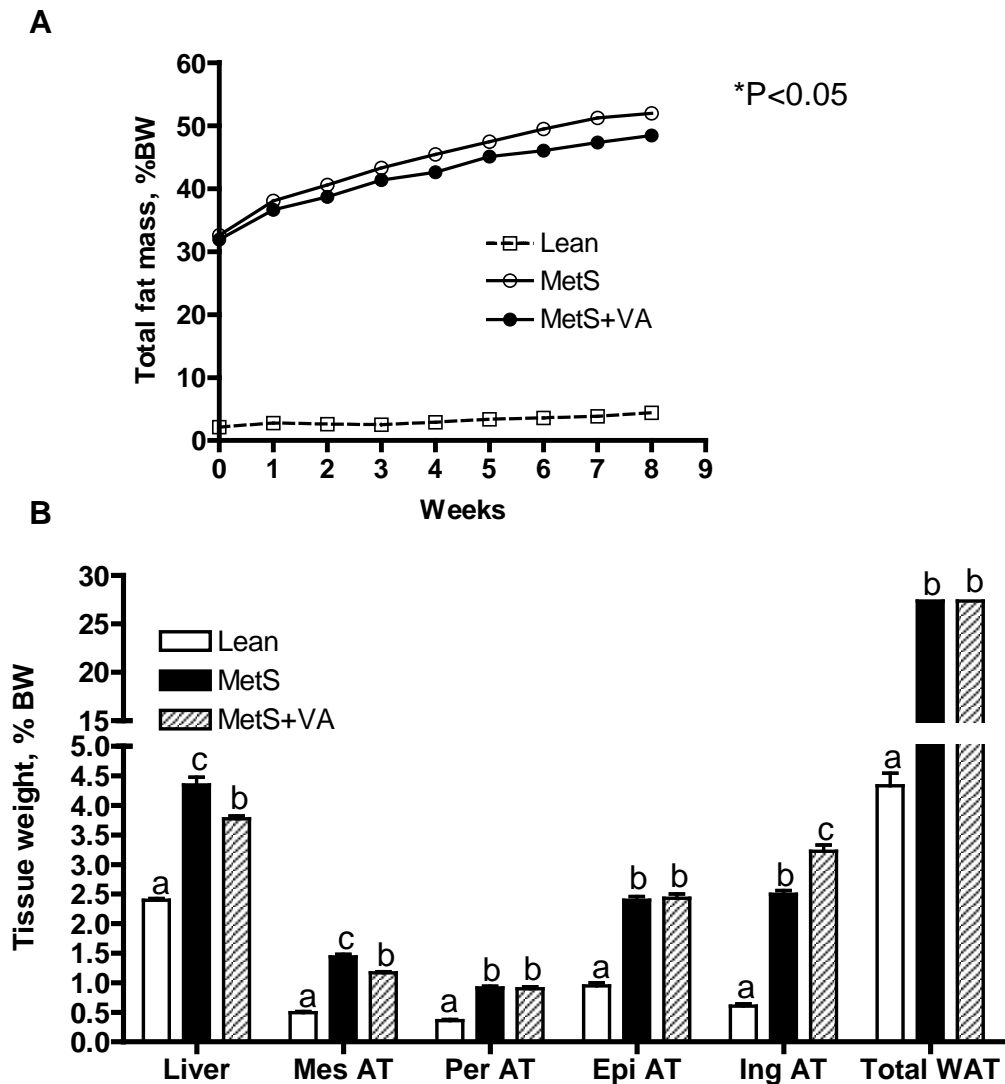 A
Total fat mass, %BW
60
50
40
30
20
10
0
*P<0.05
Lean
MetS
MetS+VA
0 1 2 3 4 5 6 7 8 9
Weeks
B
Tissue weight, % BW
30
25
20
15
5.0
4.5
4.0
3.5
3.0
2.5
2.0
1.5
1.0
0.5
0.0
Lean
MetS
MetS+VA
a c b
a c b
a b b
a b b
a b c
a b b
Liver Mes AT Per AT Epi AT Ing AT Total WAT